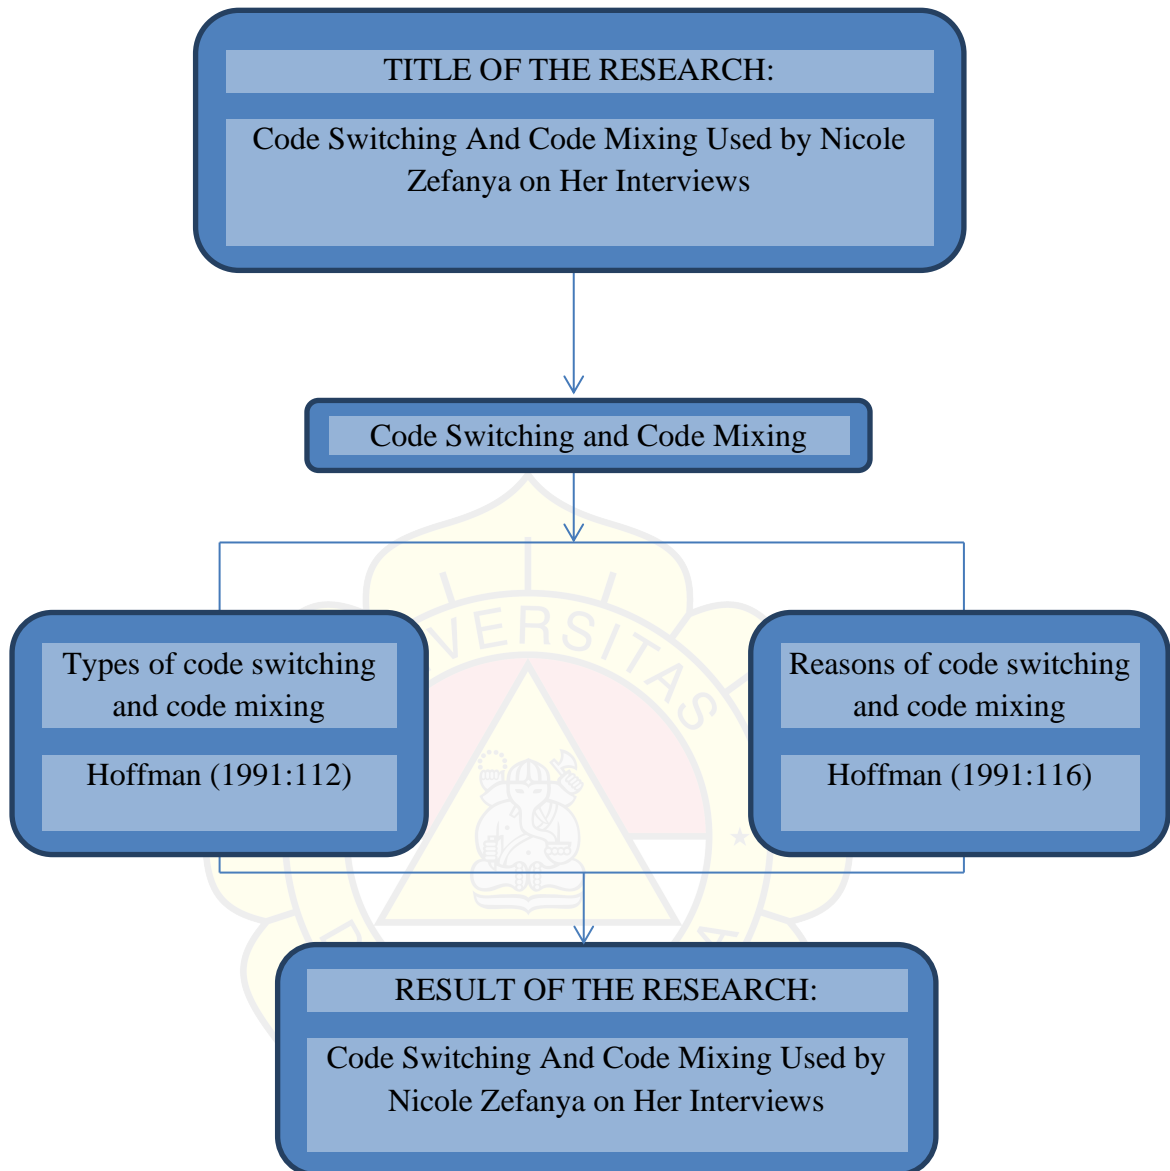 TITLE OF THE RESEARCH:
Code Switching And Code Mixing Used by Nicole
Zefanya on Her Interviews
Code Switching and Code Mixing
Types of code switching
and code mixing
Hoffman (1991:112)
Reasons of code switching
and code mixing
Hoffman (1991:116)
VERSITAS
RESULT OF THE RESEARCH:
Code Switching And Code Mixing Used by
Nicole Zefanya on Her Interviews